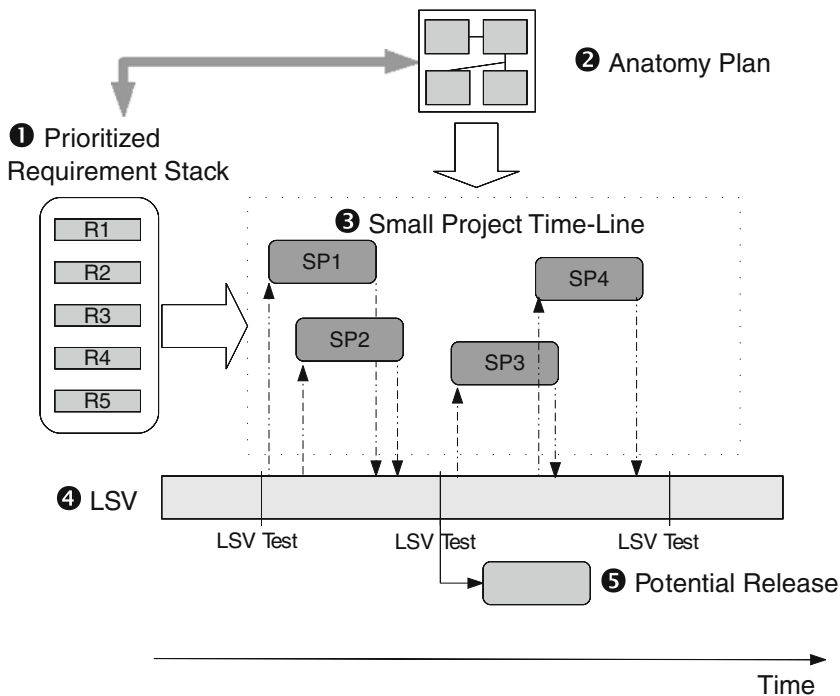 ❷ Anatomy Plan
❶ Prioritized
Requirement Stack
❸ Small Project Time-Line
R1
R2
R3
R4
R5
SP1
SP2
SP3
SP4
❹ LSV
LSV Test
LSV Test
LSV Test
❺ Potential Release
Time